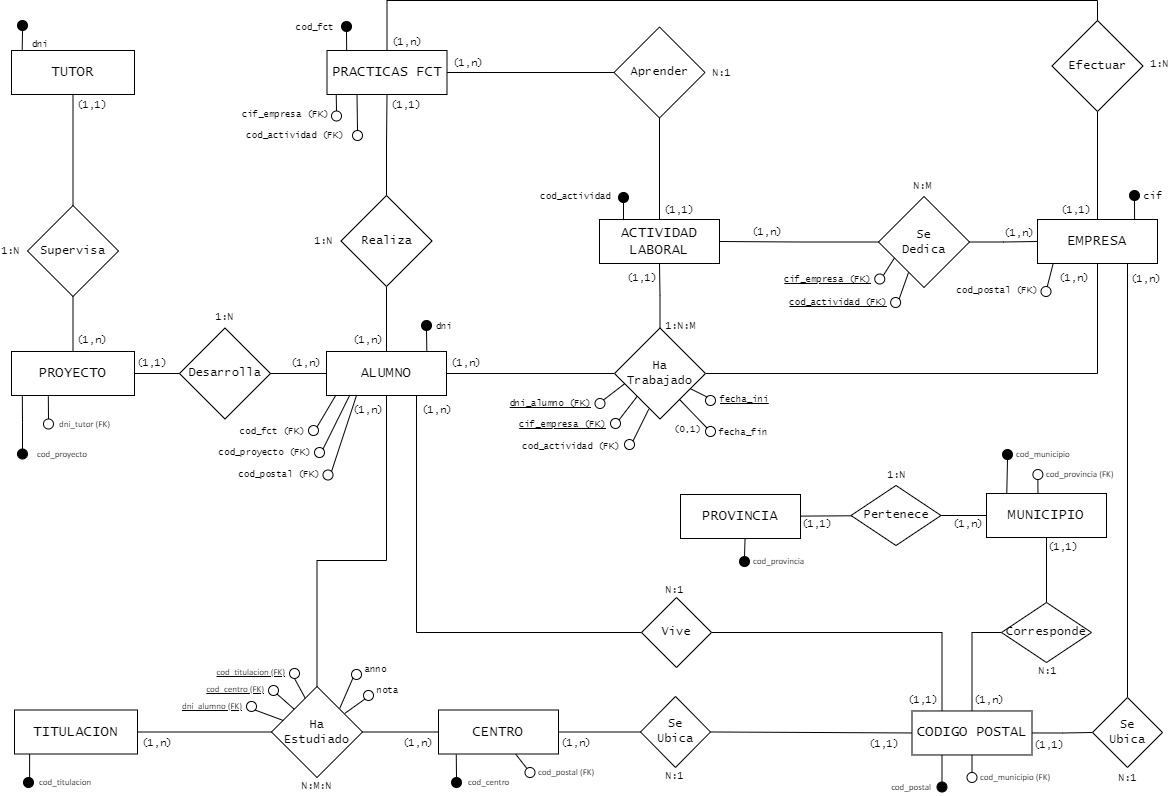 cod_fct
dni
(1,n)
TUTOR
PRACTICAS FCT
(1,n)
Aprender
N:1
Efectuar
1:N
(1,1)
(1,1)
cif_empresa (FK)
cod_actividad (FK)
N:M
cod_actividad
cif
(1,1)
(1,1)
1:N
Supervisa
1:N
Realiza
ACTIVIDAD
LABORAL
(1,n)
Se
Dedica
(1,n)
EMPRESA
(1,1)
cif_empresa (FK)
cod_actividad (FK)
cod_postal (FK)
(1,n)
(1,n)
1:N
dni
1:N:M
(1,n)
(1,n)
PROYECTO
(1,1)
Desarrolla
(1,n)
ALUMNO
(1,n)
Ha
Trabajado
dni_tutor (FK)
cod_proyecto
(1,n)
(1,n)
cod_fct (FK)
cod_proyecto (FK)
cod_postal (FK)
dni_alumno (FK)
cif_empresa (FK)
cod_actividad (FK)
fecha_ini
(0,1)
fecha_fin
cod_municipio
cod_provincia (FK)
1:N
PROVINCIA
(1,1)
Pertenece
(1,n)
MUNICIPIO
(1,1)
cod_provincia
N:1
Vive
Corresponde
N:1
cod_titulacion (FK)
cod_centro (FK)
dni_alumno (FK)
anno
nota
(1,1)
(1,n)
TITULACION
(1,n)
Ha
Estudiado
(1,n)
CENTRO
(1,n)
Se
Ubica
(1,1)
CODIGO POSTAL
(1,1)
Se
Ubica
cod_titulacion
N:M:N
cod_centro
cod_postal (FK)
N:1
cod_postal
cod_municipio (FK)
N:1